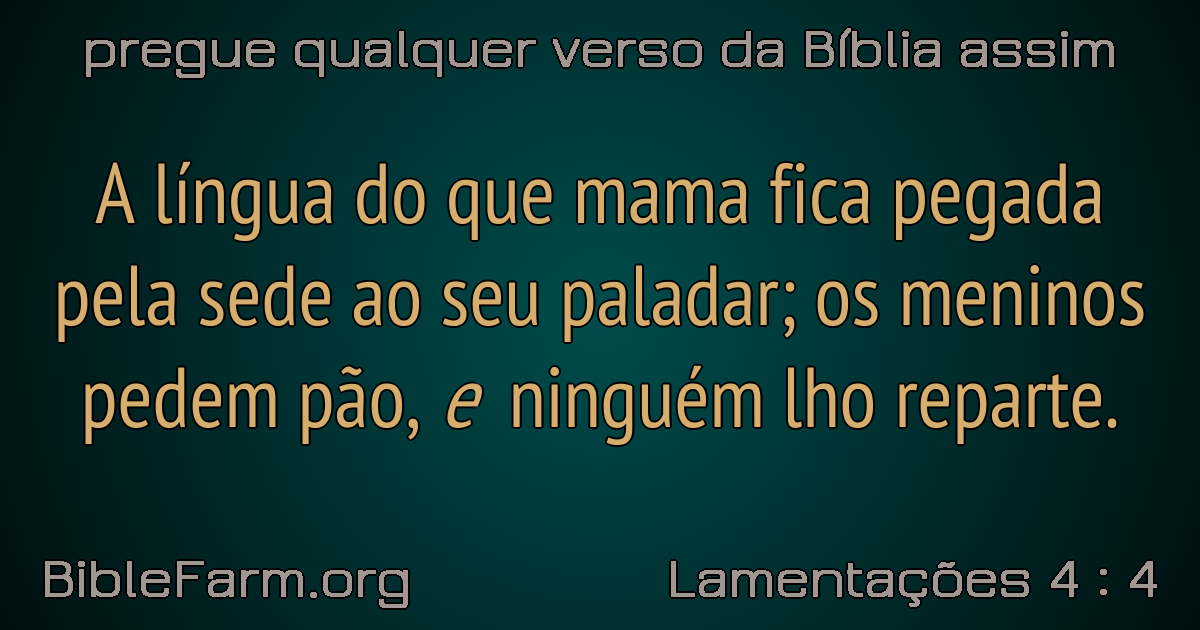 pregue qualquer verso da Bíblia assim
A língua do que mama fica pegada
pela sede ao seu paladar; os meninos
pedem pão, e ninguém lho reparte.
BibleFarm.org
Lamentações 4 : 4